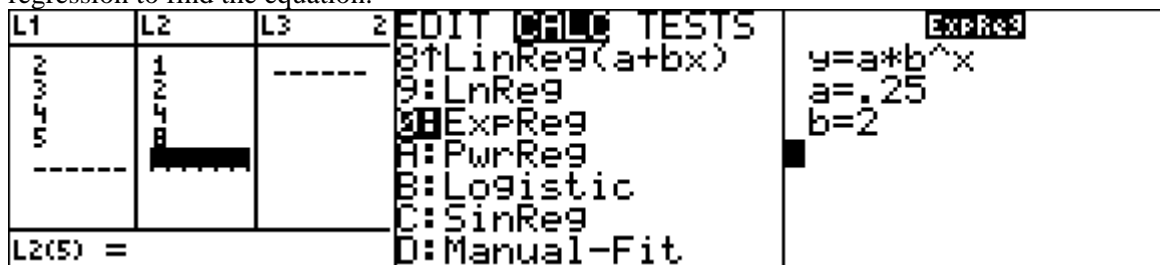 regression to find the equation.
L1 L2 L3 2
2 1 ------
3 2
4 4
5 8
------
L2(5) =
EDIT CALC TESTS
8↑LinReg(a+bx)
9:LnReg
0:ExpReg
A:PwrReg
B:Logistic
C:SinReg
D:Manual-Fit
ExpReg
y=a*b^x
a=.25
b=2